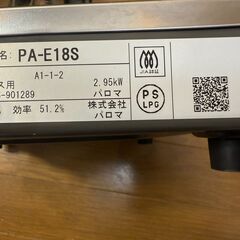 名: PA-E18S
A1-1-2
ス用 2.95kW
-901289 パロマ
効率 51.2% 株式会社
パロマ
JIA認証
PS
LPG